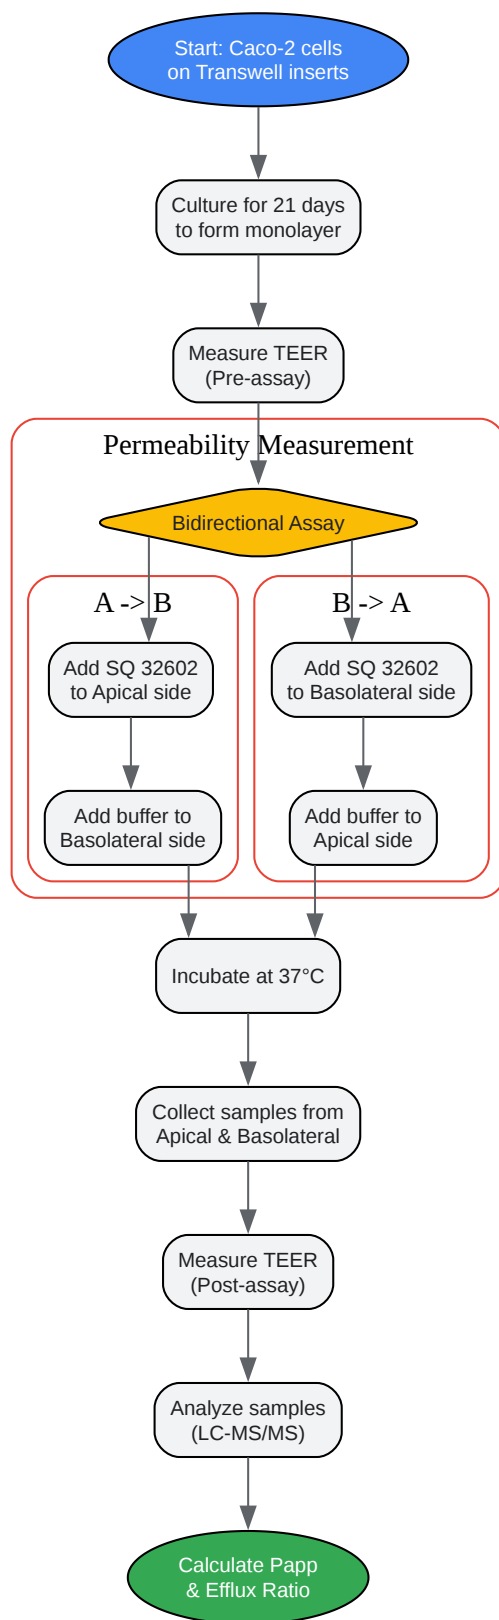 Start: Caco-2 cells
on Transwell inserts
Culture for 21 days
to form monolayer
Measure TEER
(Pre-assay)
Permeability Measurement
Bidirectional Assay
A -> B
Add SQ 32602
to Apical side
Add buffer to
Basolateral side
B -> A
Add SQ 32602
to Basolateral side
Add buffer to
Apical side
Incubate at 37°C
Collect samples from
Apical & Basolateral
Measure TEER
(Post-assay)
Analyze samples
(LC-MS/MS)
Calculate Papp
& Efflux Ratio